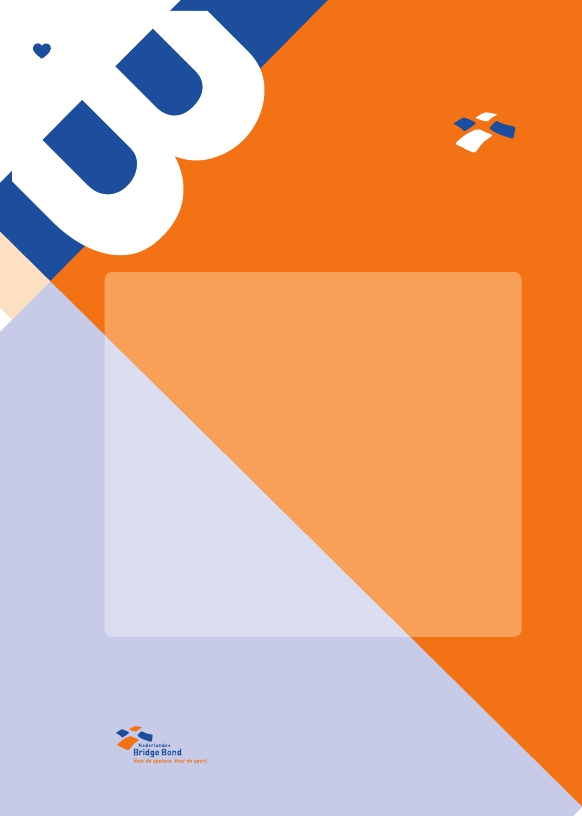 B
Nederlandse
Bridge Bond
Voor de spelers. Voor de sport.